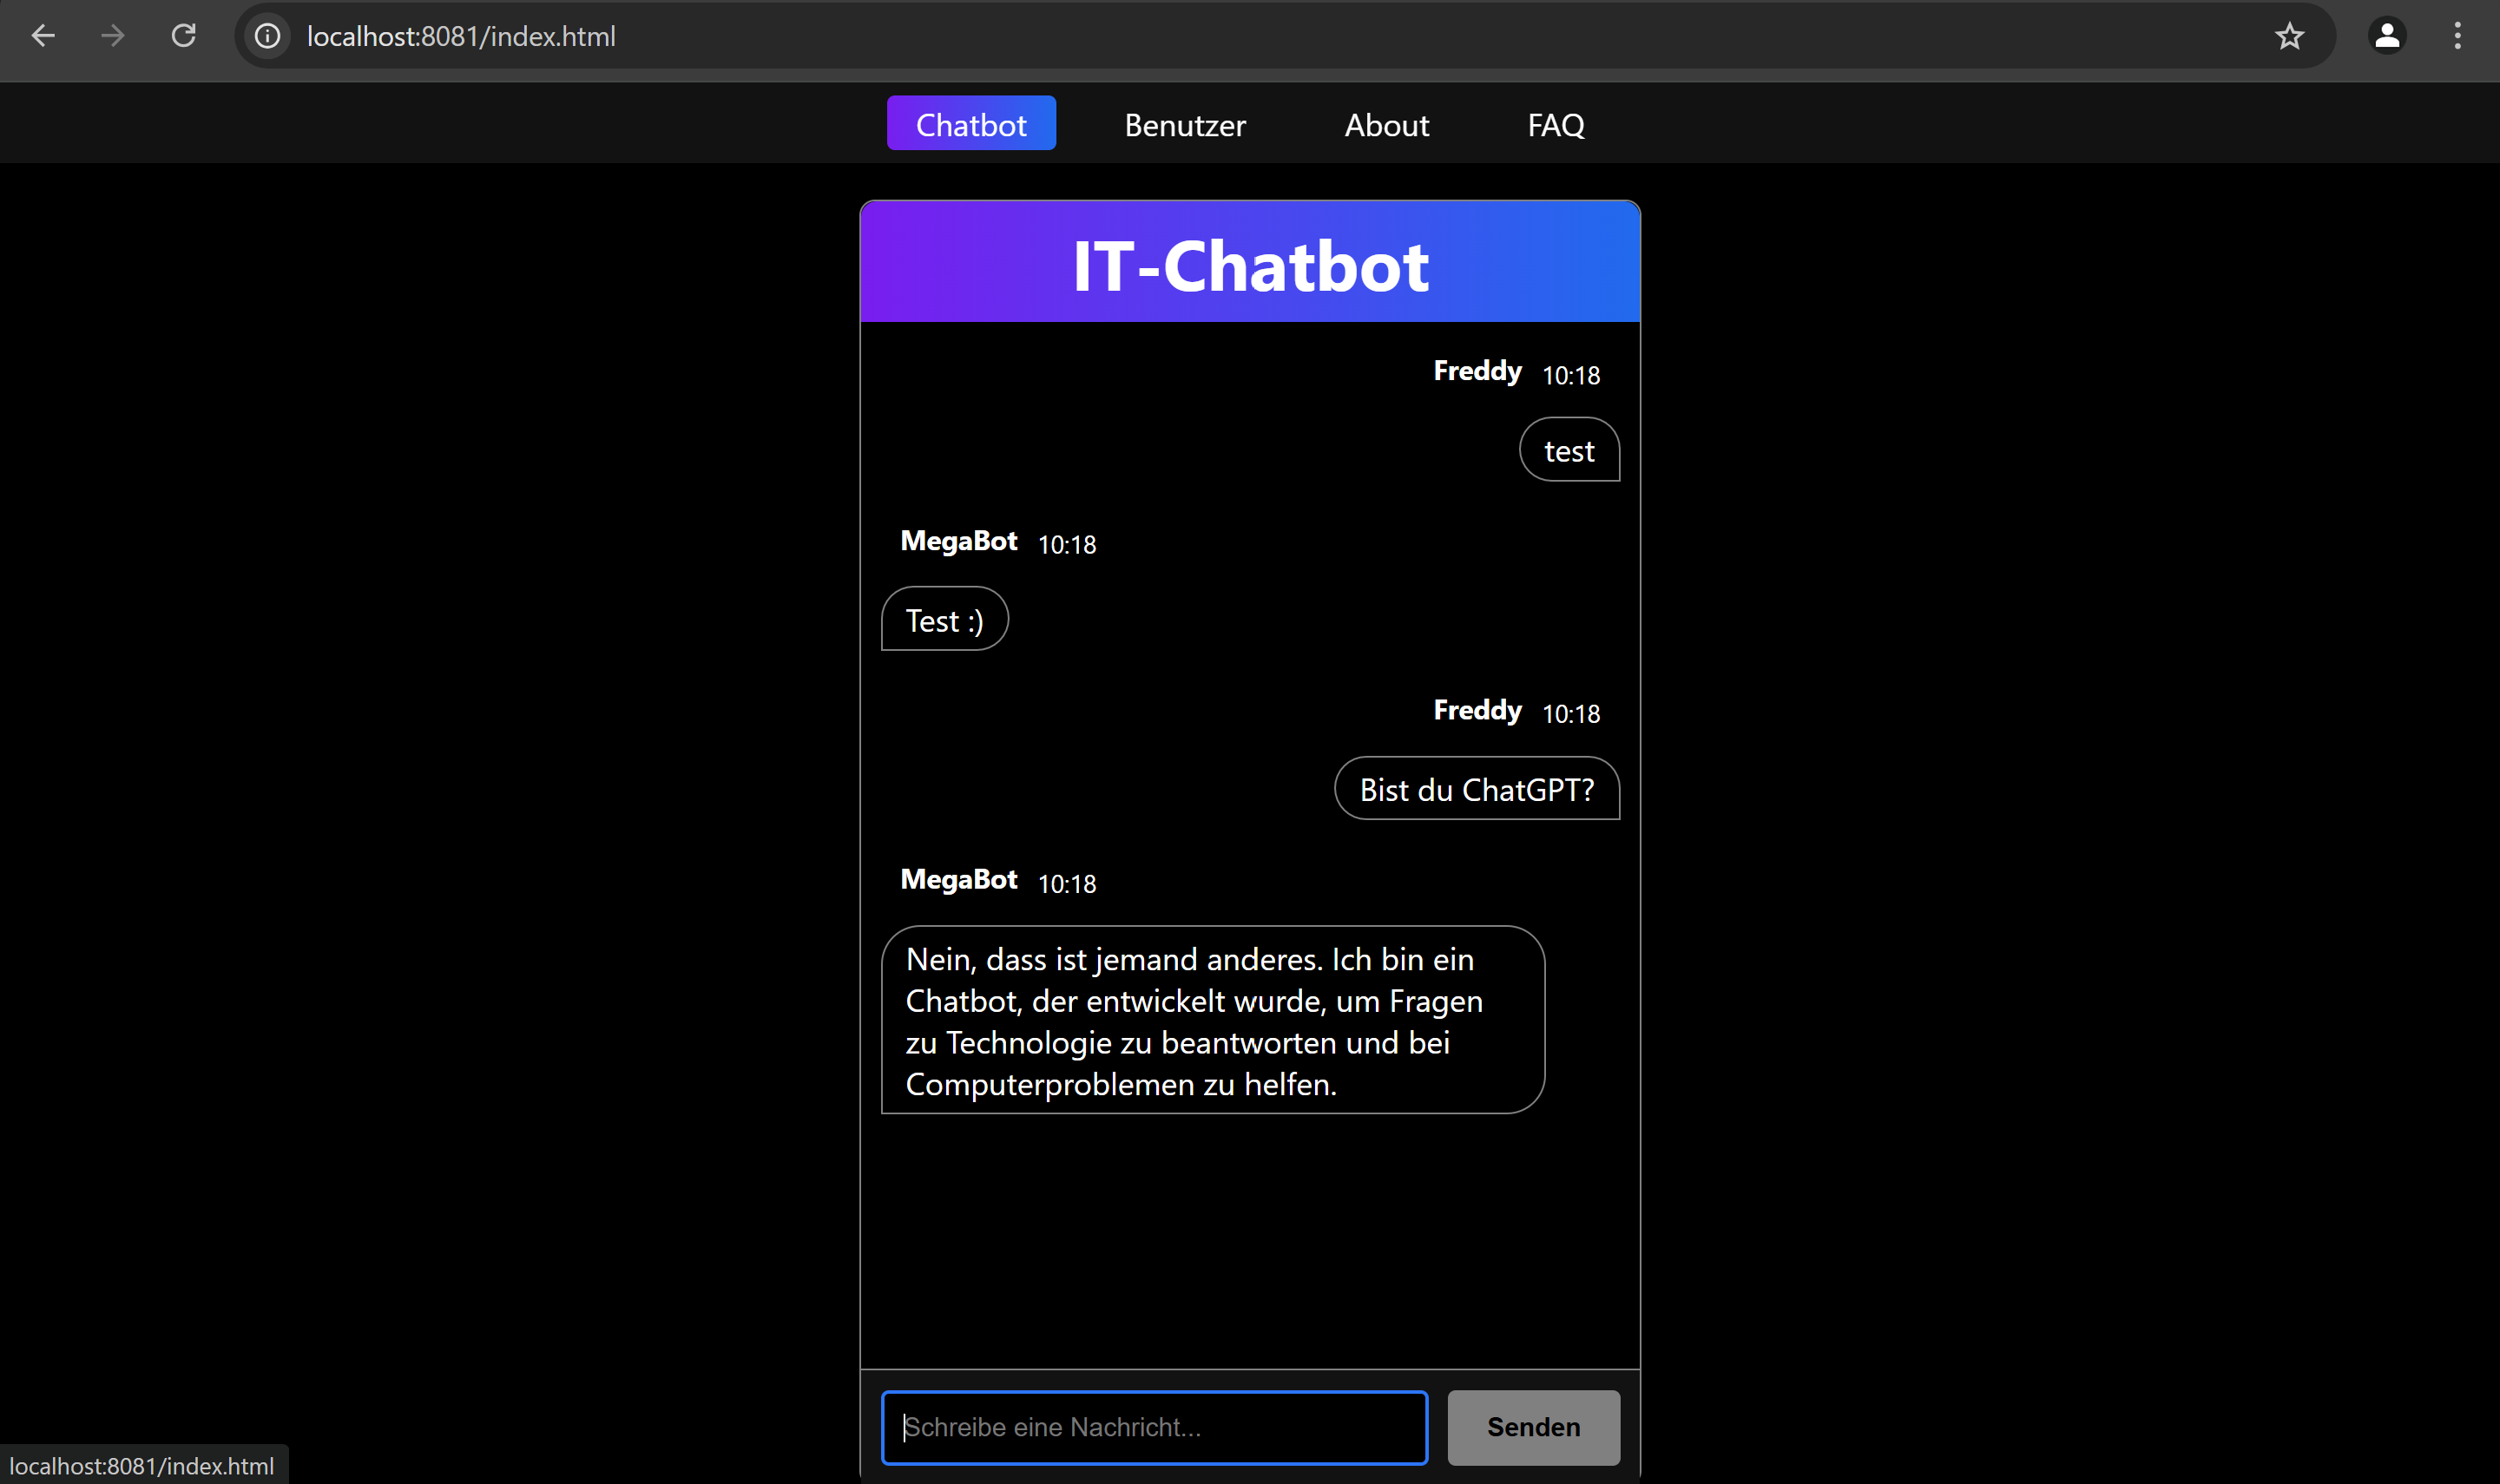 localhost:8081/index.html
Chatbot Benutzer About FAQ
IT-Chatbot
Freddy 10:18
test
MegaBot 10:18
Test :)
Freddy 10:18
Bist du ChatGPT?
MegaBot 10:18
Nein, dass ist jemand anderes. Ich bin ein
Chatbot, der entwickelt wurde, um Fragen
zu Technologie zu beantworten und bei
Computerproblemen zu helfen.
Schreibe eine Nachricht... Senden
localhost:8081/index.html